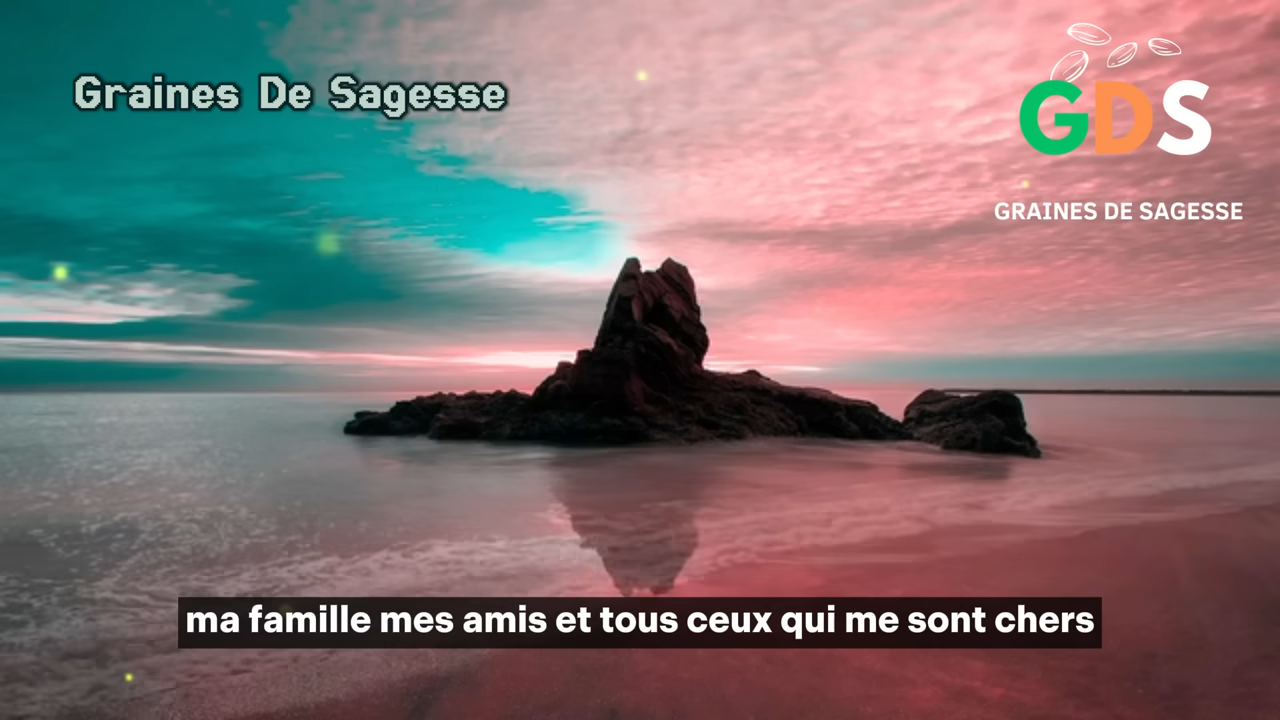 Graines De Sagesse
GDS
GRAINES DE SAGESSE
ma famille mes amis et tous ceux qui me sont chers